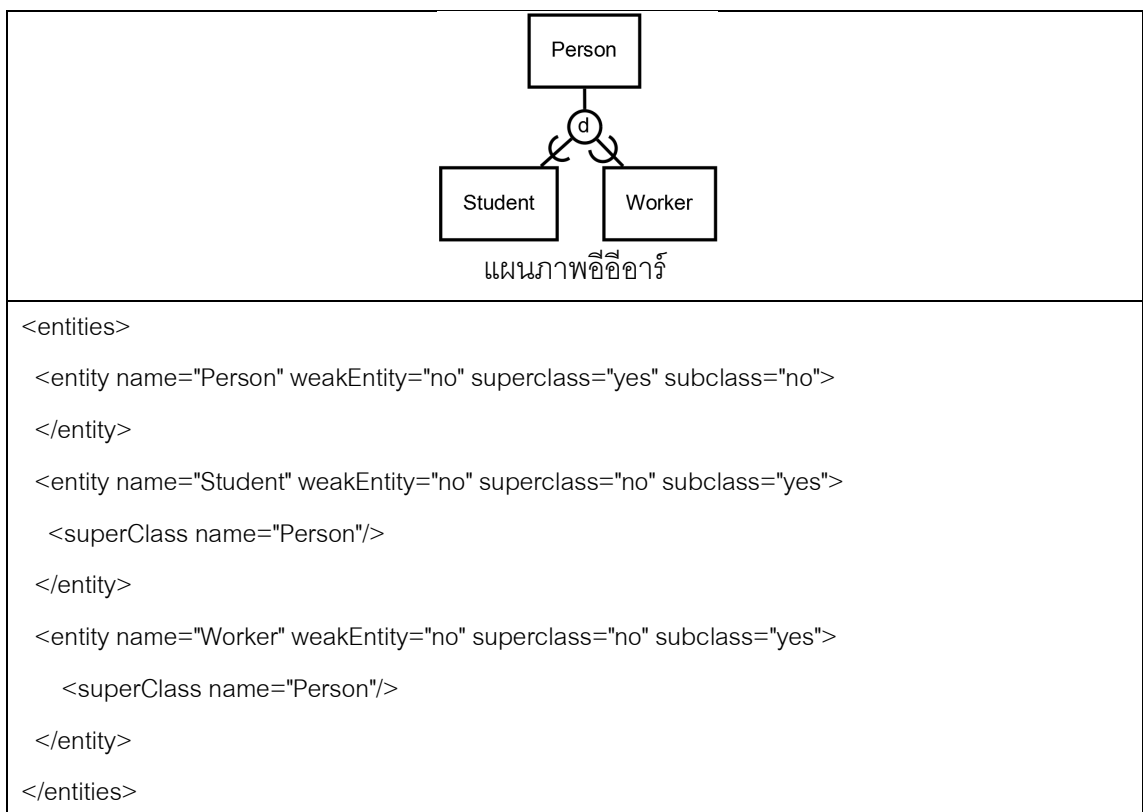 Person
d
Student Worker
แผนภาพอีอีอาร์
<entities>
<entity name="Person" weakEntity="no" superclass="yes" subclass="no">
</entity>
<entity name="Student" weakEntity="no" superclass="no" subclass="yes">
<superClass name="Person"/>
</entity>
<entity name="Worker" weakEntity="no" superclass="no" subclass="yes">
<superClass name="Person"/>
</entity>
</entities>